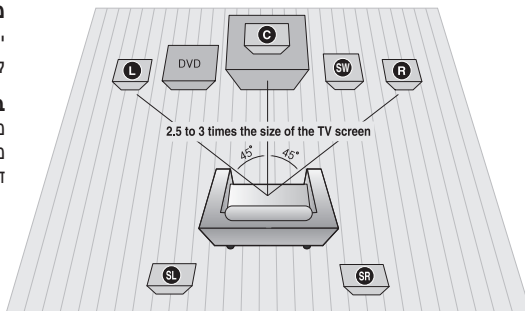 C
L
DVD
SW
R
2.5 to 3 times the size of the TV screen
45°
45°
SL
SR